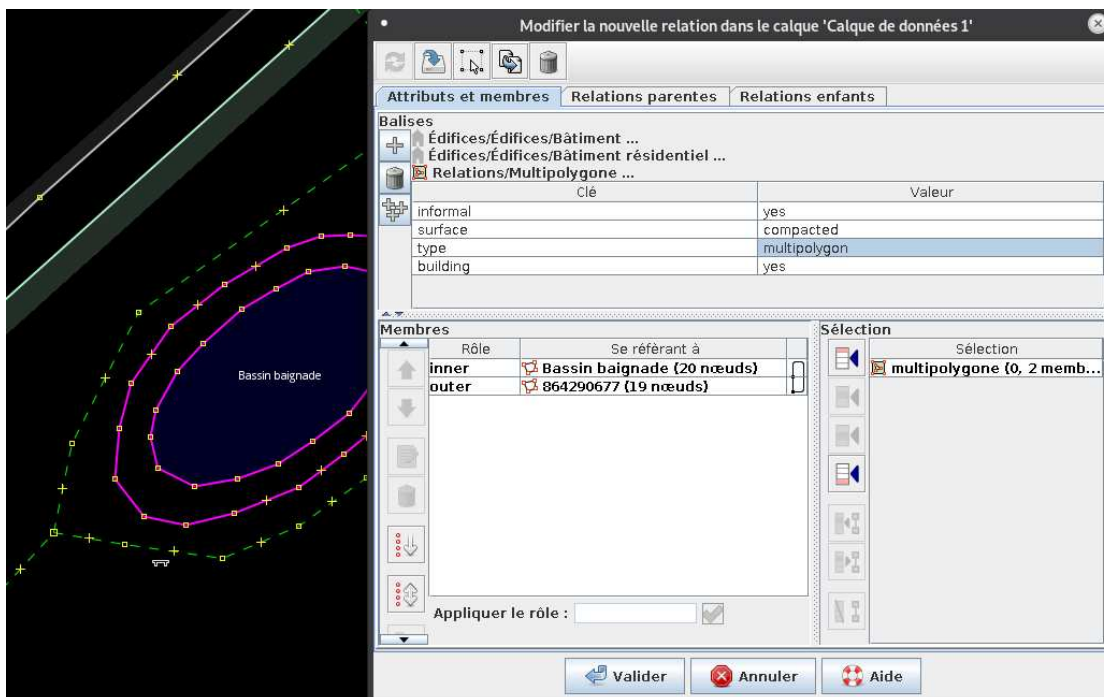 Modifier la nouvelle relation dans le calque 'Calque de données 1'
Attributs et membres Relations parentes Relations enfants
Balises
Édifices/Édifices/Bâtiment ...
Édifices/Édifices/Bâtiment résidentiel ...
Relations/Multipolygone ...
Clé Valeur
informal yes
surface compacted
type multipolygon
building yes
Membres
Rôle Se réfèrant à
inner Bassin baignade (20 nœuds)
outer 864290677 (19 nœuds)
Appliquer le rôle :
Sélection
Sélection
multipolygone (0, 2 memb...
Bassin baignade
Valider Annuler Aide